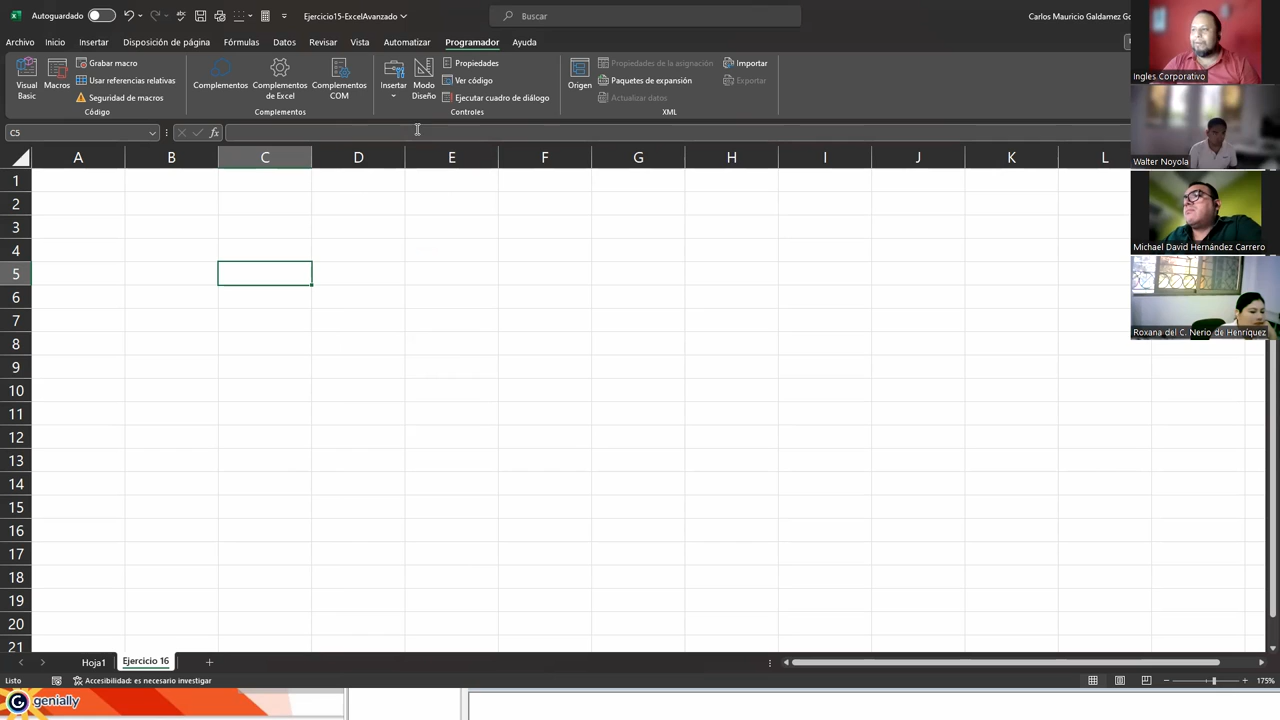 Autoguardado
Ejercicio15-ExcelAvanzado
Buscar
Carlos Mauricio Galdamez
Archivo Inicio Insertar Disposición de página Fórmulas Datos Revisar Vista Automatizar Programador Ayuda
Visual Basic
Macros
Grabar macro
Usar referencias relativas
Seguridad de macros
Código
Complementos
Complementos de Excel
Complementos COM
Complementos
Insertar
Modo Diseño
Propiedades
Ver código
Ejecutar cuadro de diálogo
Controles
Origen
Propiedades de la asignación
Paquetes de expansión
Actualizar datos
Importar
Exportar
XML
C5
fx
A B C D E F G H I J K L
1
2
3
4
5
6
7
8
9
10
11
12
13
14
15
16
17
18
19
20
21
Ingles Corporativo
Walter Noyola
Michael David Hernández Carrero
Roxana del C. Nerio de Henríquez
Hoja1 Ejercicio 16
Listo
Accesibilidad: es necesario investigar
175%
genially